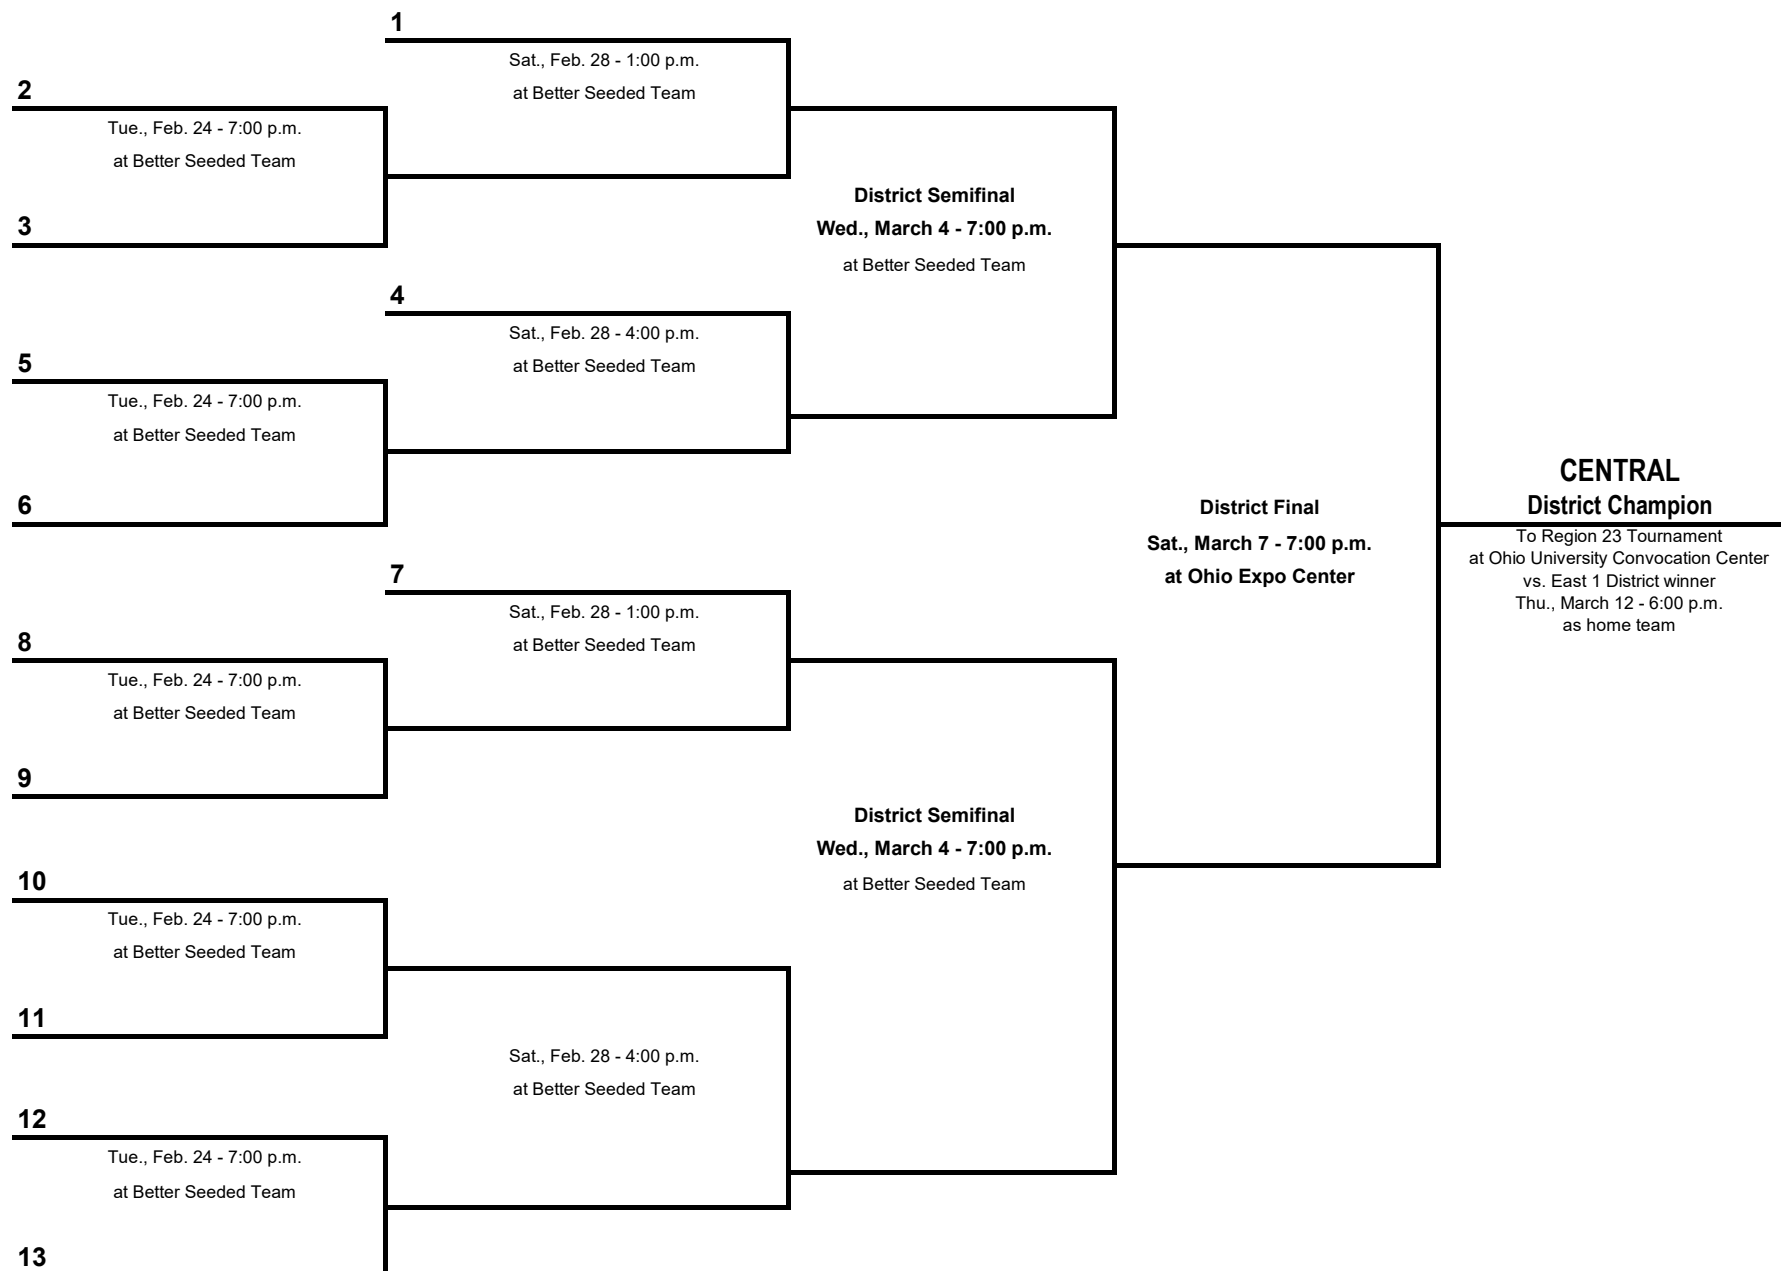 1
Sat., Feb. 28 - 1:00 p.m.
at Better Seeded Team
2
Tue., Feb. 24 - 7:00 p.m.
at Better Seeded Team
3
District Semifinal
Wed., March 4 - 7:00 p.m.
at Better Seeded Team
4
Sat., Feb. 28 - 4:00 p.m.
at Better Seeded Team
5
Tue., Feb. 24 - 7:00 p.m.
at Better Seeded Team
6
District Final
Sat., March 7 - 7:00 p.m.
at Ohio Expo Center
CENTRAL
District Champion
To Region 23 Tournament
at Ohio University Convocation Center
vs. East 1 District winner
Thu., March 12 - 6:00 p.m.
as home team
7
Sat., Feb. 28 - 1:00 p.m.
at Better Seeded Team
8
Tue., Feb. 24 - 7:00 p.m.
at Better Seeded Team
9
District Semifinal
Wed., March 4 - 7:00 p.m.
at Better Seeded Team
10
Tue., Feb. 24 - 7:00 p.m.
at Better Seeded Team
11
Sat., Feb. 28 - 4:00 p.m.
at Better Seeded Team
12
Tue., Feb. 24 - 7:00 p.m.
at Better Seeded Team
13